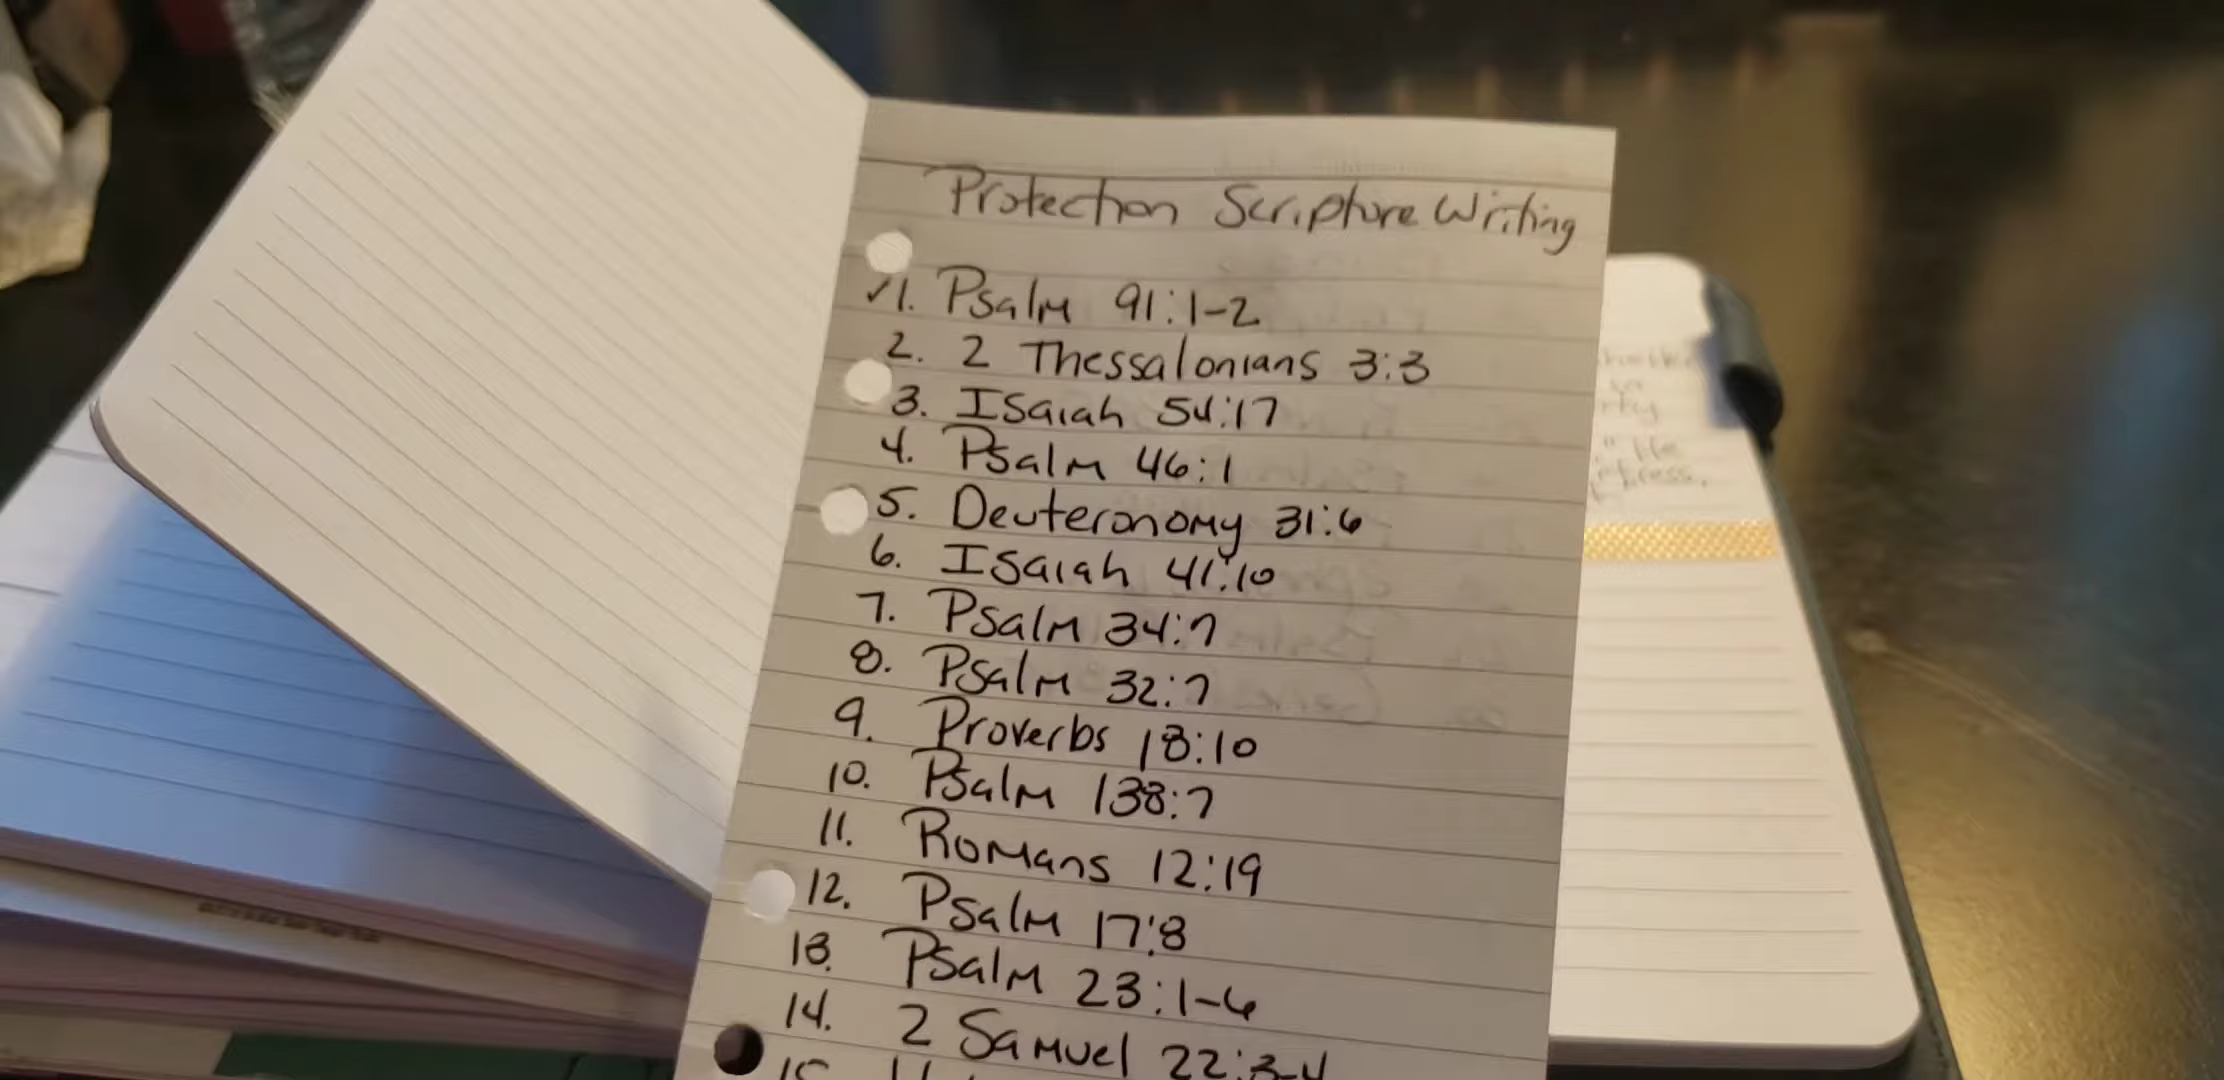 Protection Scripture Writing
✓1. Psalm 91:1-2
2. 2 Thessalonians 3:3
3. Isaiah 54:17
4. Psalm 46:1
5. Deuteronomy 31:6
6. Isaiah 41:10
7. Psalm 34:7
8. Psalm 32:7
9. Proverbs 18:10
10. Psalm 138:7
11. Romans 12:19
12. Psalm 17:8
13. Psalm 23:1-6
14. 2 Samuel 22:3-4
15.
life